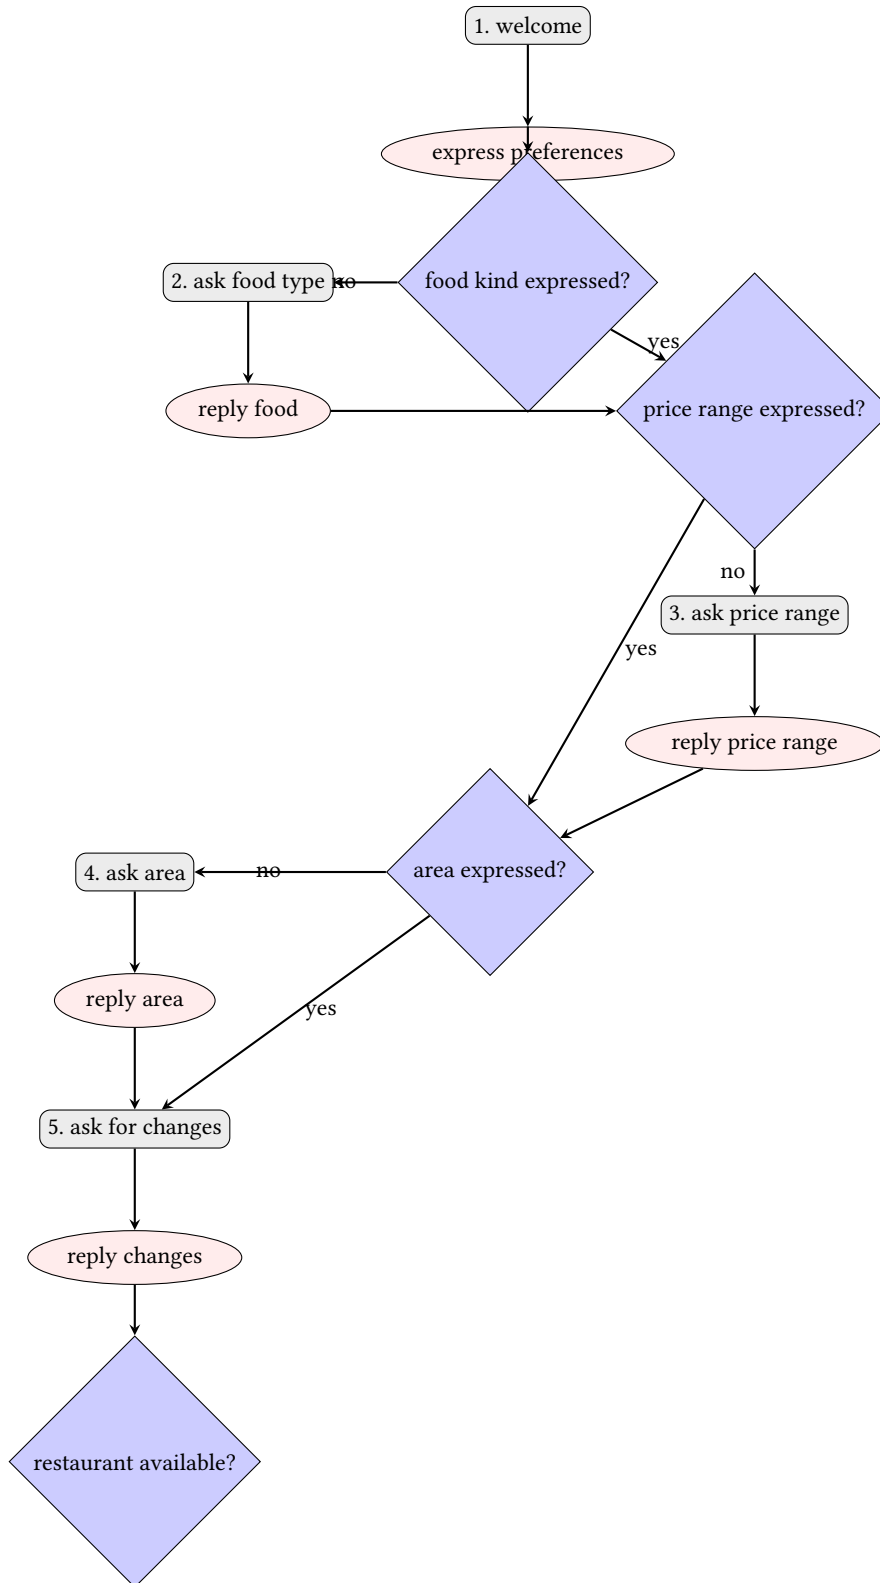 1. welcome
express preferences
food kind expressed?
no
2. ask food type
yes
reply food
price range expressed?
no
3. ask price range
yes
reply price range
area expressed?
no
4. ask area
reply area
yes
5. ask for changes
reply changes
restaurant available?